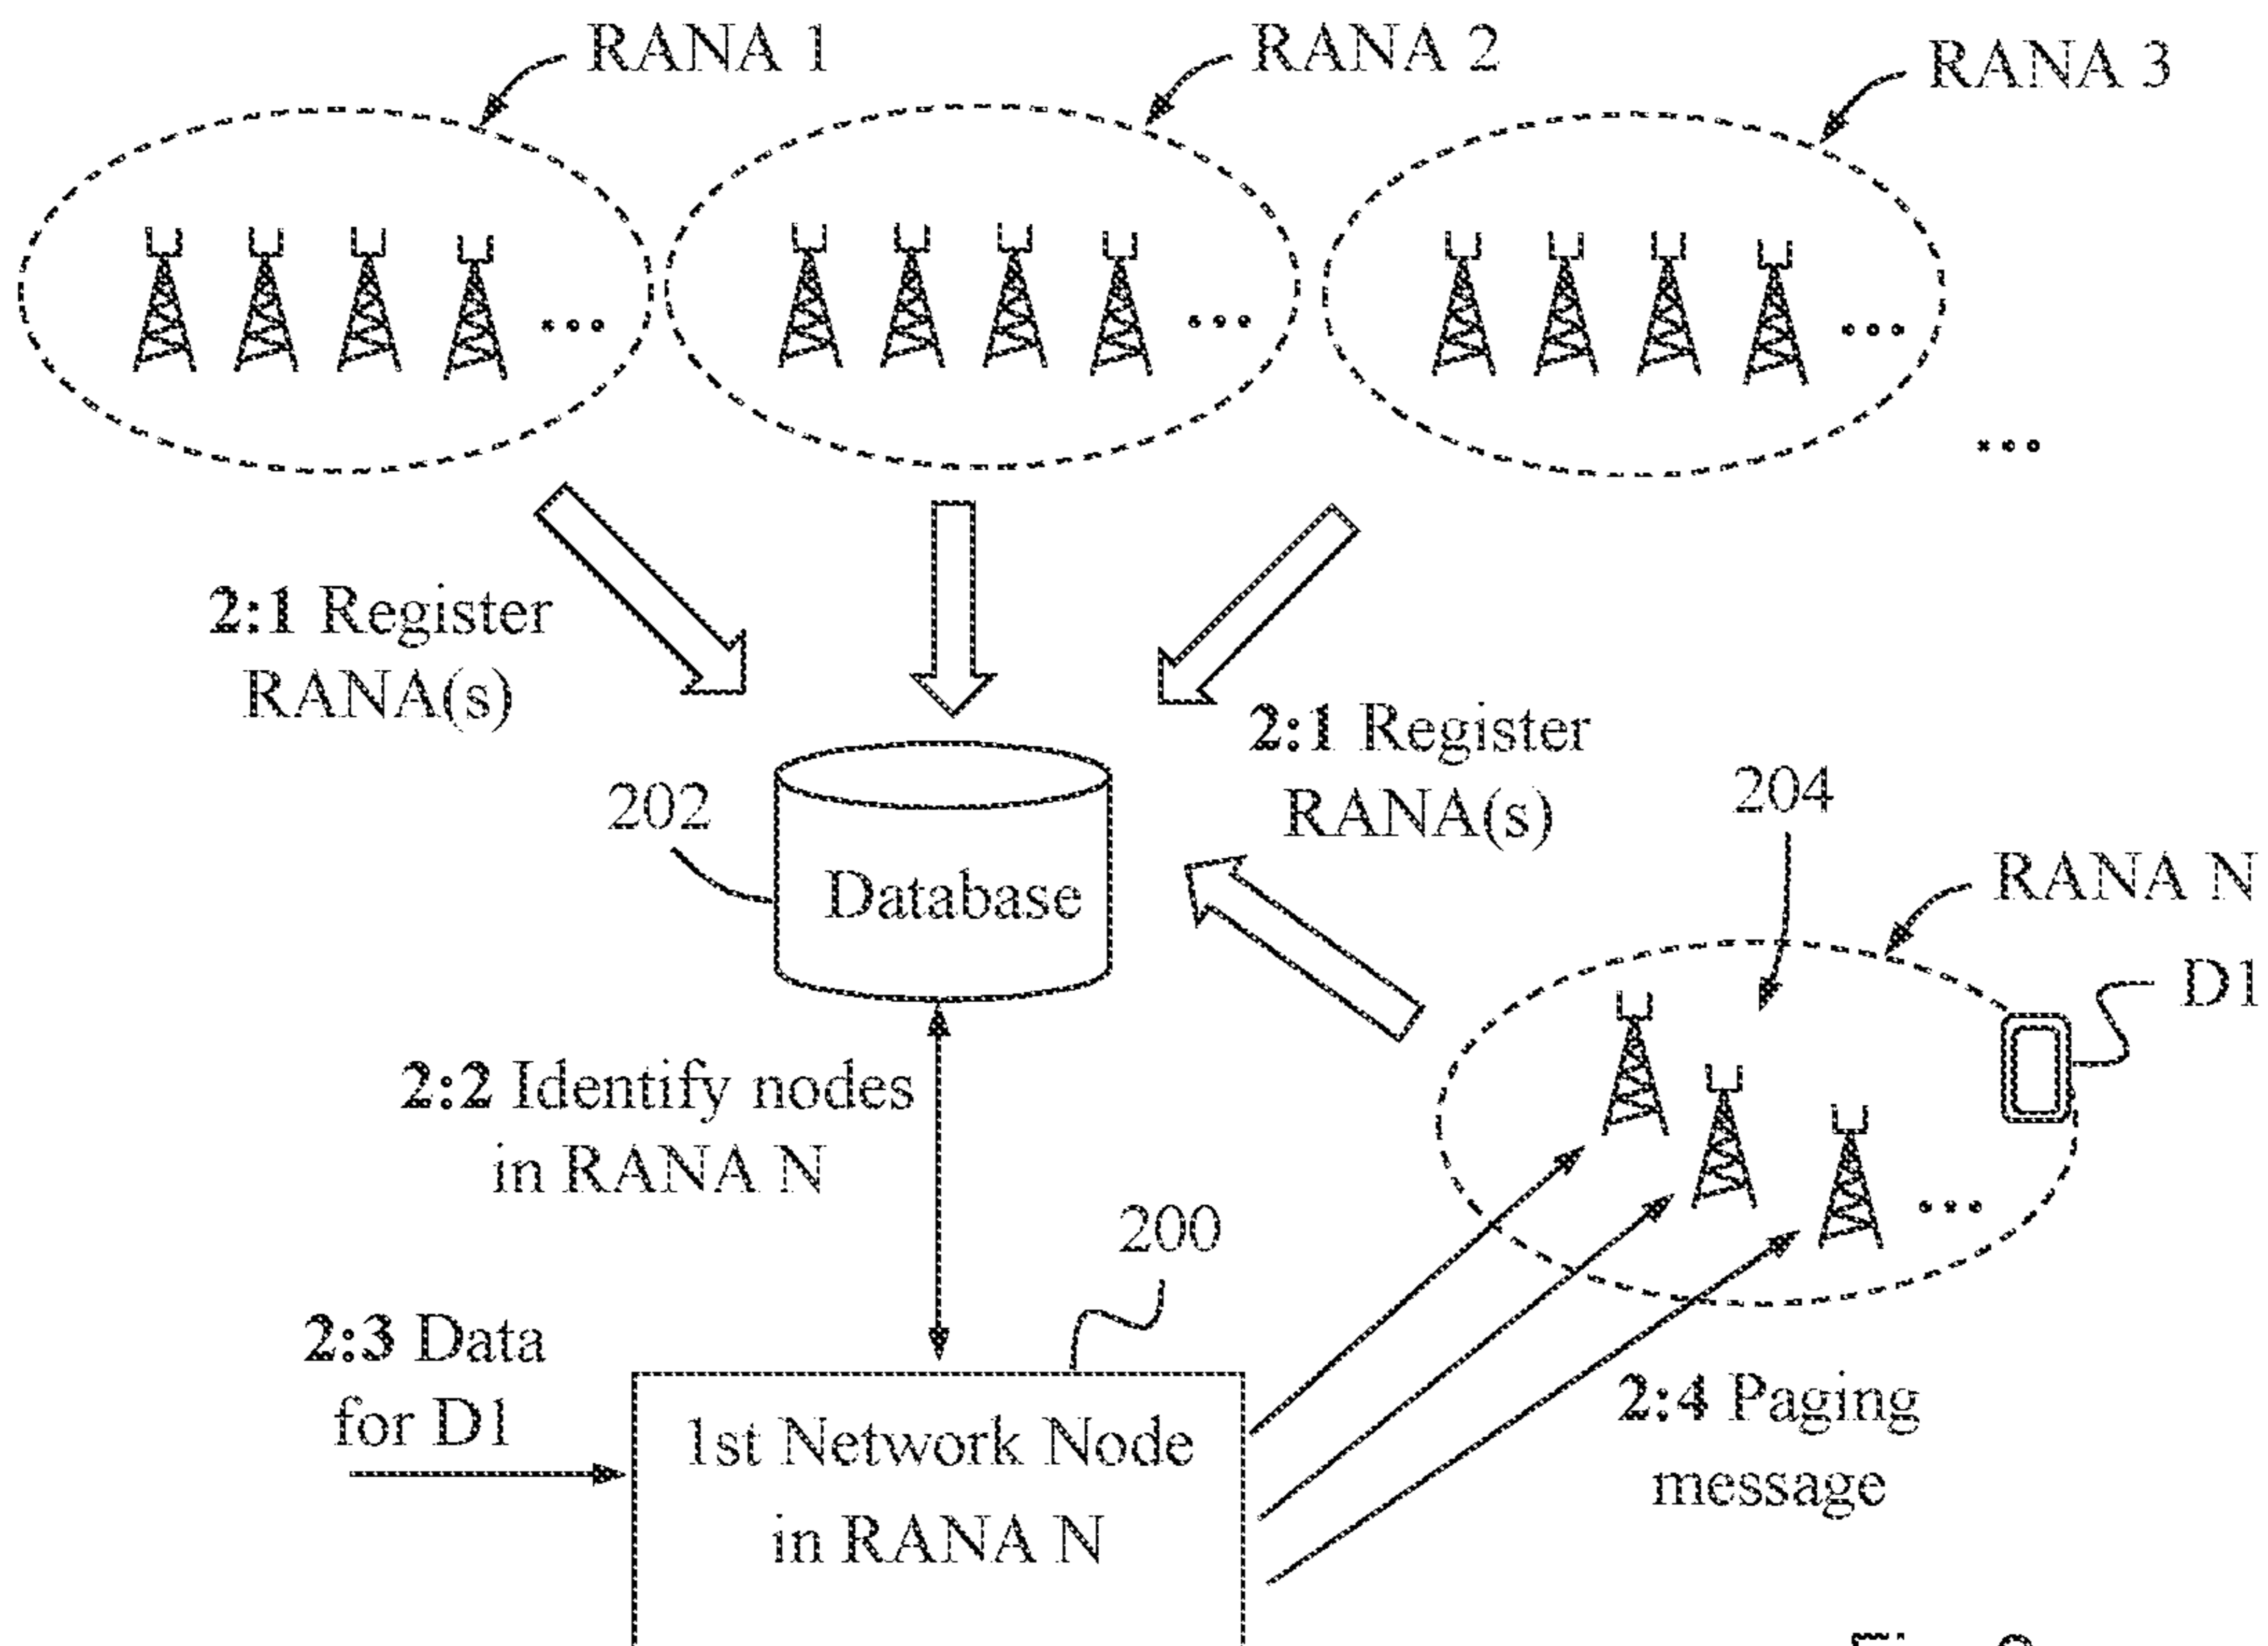 RANA 1
RANA 2
RANA 3
2:1 Register
RANA(s)
2:1 Register
RANA(s)
202
Database
204
RANA N
D1
2:2 Identify nodes
in RANA N
200
2:3 Data
for D1
1st Network Node
in RANA N
2:4 Paging
message